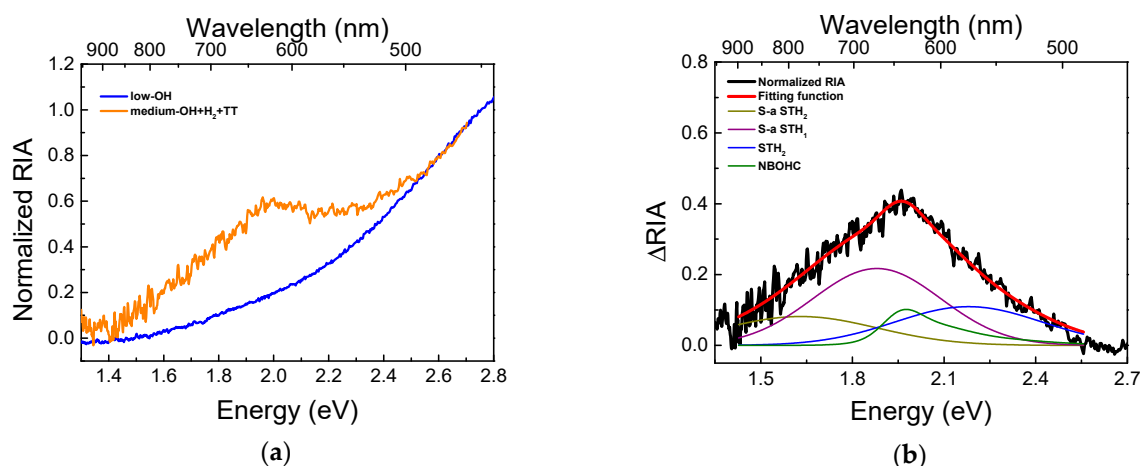 Wavelength (nm)
900 800 700 600 500
1.2
1.0
0.8
0.6
0.4
0.2
0.0
Normalized RIA
low-OH
medium-OH+H₂+TT
1.4 1.6 1.8 2.0 2.2 2.4 2.6 2.8
Energy (eV)
(a)
Wavelength (nm)
900 800 700 600 500
0.8
0.6
0.4
0.2
0.0
ΔRIA
Normalized RIA
Fitting function
S-a STH₂
S-a STH₁
STH₂
NBOHC
1.5 1.8 2.1 2.4 2.7
Energy (eV)
(b)